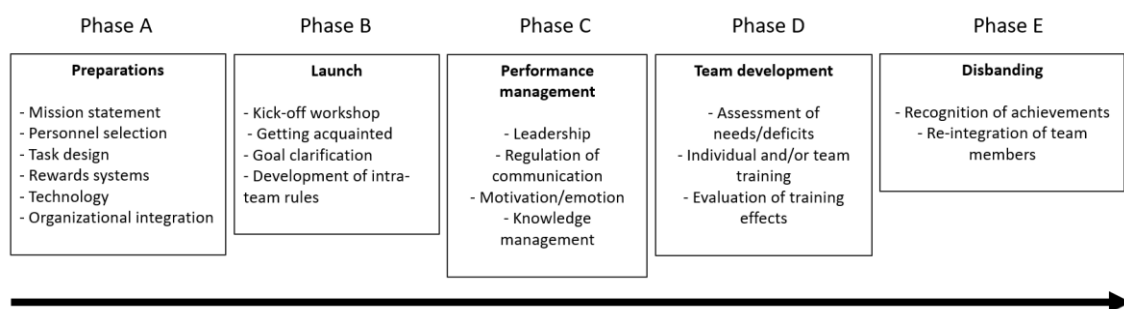 Phase A
Preparations
- Mission statement
- Personnel selection
- Task design
- Rewards systems
- Technology
- Organizational integration
Phase B
Launch
- Kick-off workshop
- Getting acquainted
- Goal clarification
- Development of intra-
team rules
Phase C
Performance
management
- Leadership
- Regulation of
communication
- Motivation/emotion
- Knowledge
management
Phase D
Team development
- Assessment of
needs/deficits
- Individual and/or team
training
- Evaluation of training
effects
Phase E
Disbanding
- Recognition of achievements
- Re-integration of team
members